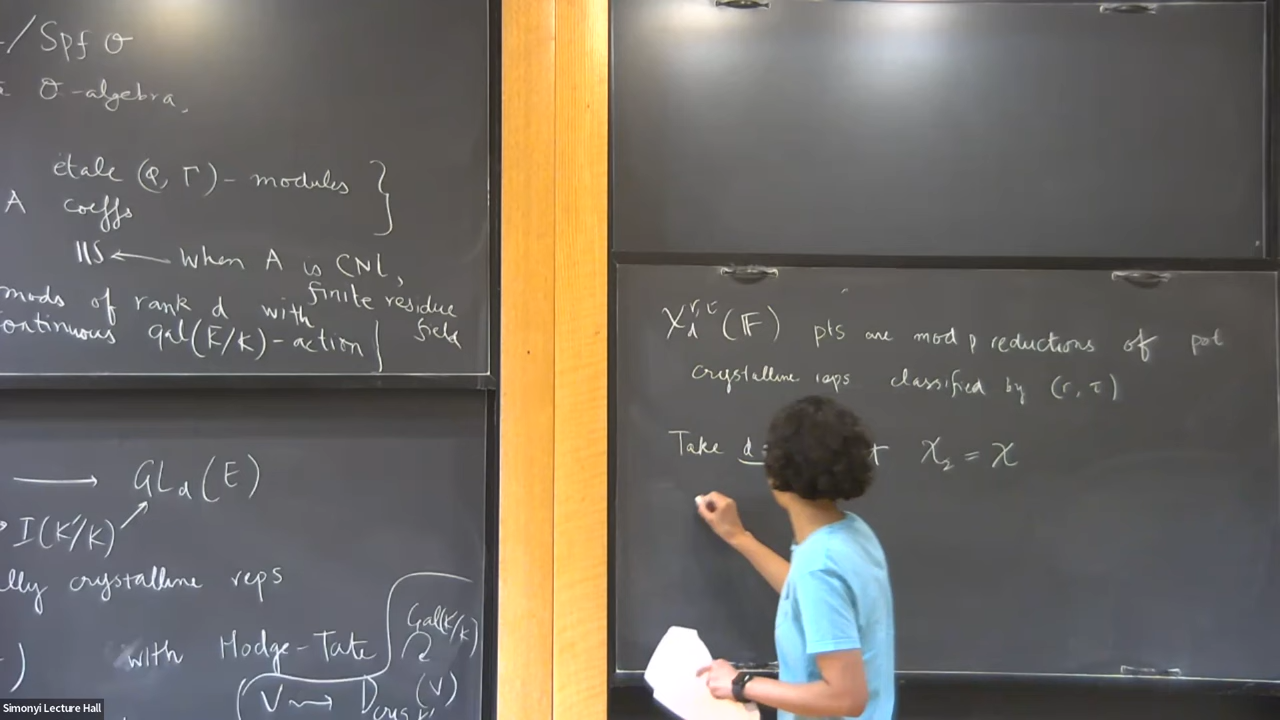 / Spf O
O-algebra,
étale (φ, Γ)-modules
A coeffs
IIS ← when A is CNL,
finite residue
field
mods of rank d with
continuous gal(E/K)-action
→ GL_d(E)
I(K'/K)
lly crystalline reps
with Hodge-Tate
Gal(K'/K)
(V ⇝ D_crys (V)
X_d^{r,τ}(F) pts are mod p reductions of pot
crystalline reps classified by (r, τ)
Take d X_2 = X
Simonyi Lecture Hall